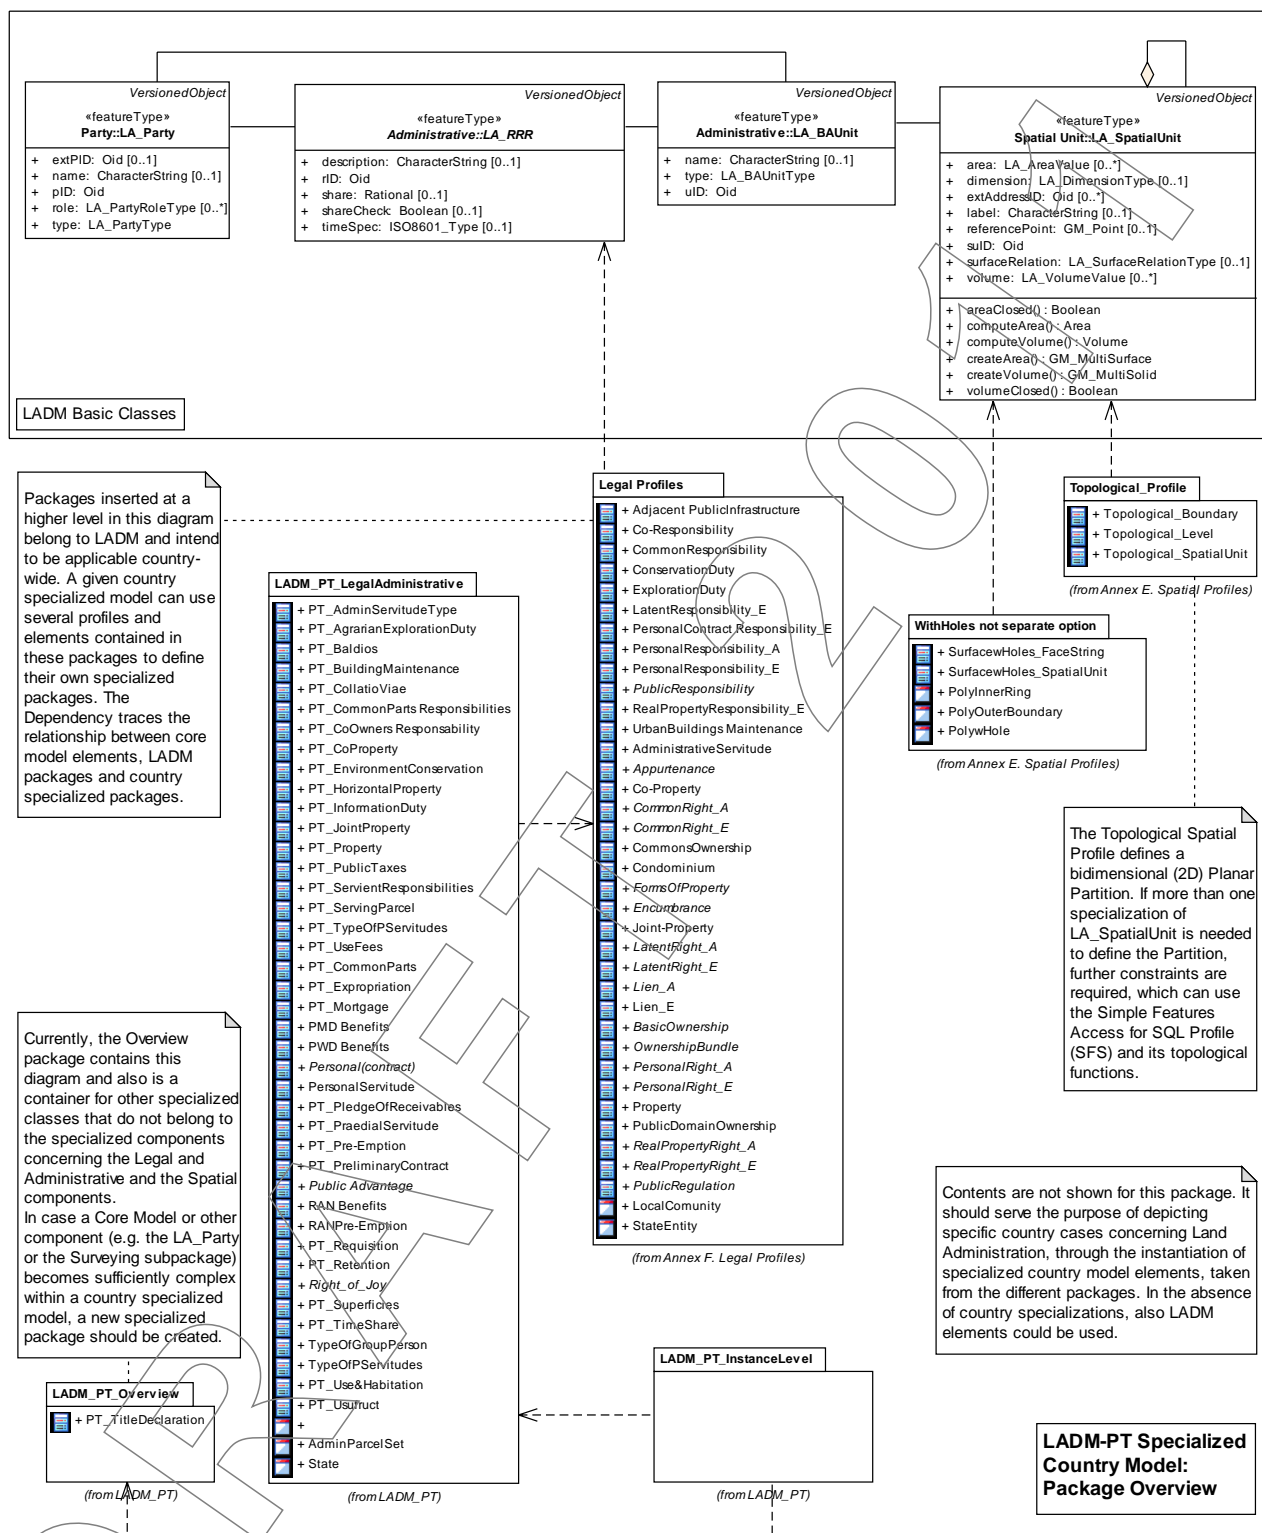 VersionedObject
«featureType»
Party::LA_Party
+ extPID: Oid [0..1]
+ name: CharacterString [0..1]
+ pID: Oid
+ role: LA_PartyRoleType [0..*]
+ type: LA_PartyType
VersionedObject
«featureType»
Administrative::LA_RRR
+ description: CharacterString [0..1]
+ rID: Oid
+ share: Rational [0..1]
+ shareCheck: Boolean [0..1]
+ timeSpec: ISO8601_Type [0..1]
VersionedObject
«featureType»
Administrative::LA_BAUnit
+ name: CharacterString [0..1]
+ type: LA_BAUnitType
+ uID: Oid
VersionedObject
«featureType»
Spatial Unit::LA_SpatialUnit
+ area: LA_AreaValue [0..*]
+ dimension: LA_DimensionType [0..1]
+ extAddressID: Oid [0..*]
+ label: CharacterString [0..1]
+ referencePoint: GM_Point [0..1]
+ suID: Oid
+ surfaceRelation: LA_SurfaceRelationType [0..1]
+ volume: LA_VolumeValue [0..*]
+ areaClosed() : Boolean
+ computeArea() : Area
+ computeVolume() : Volume
+ createArea() : GM_MultiSurface
+ createVolume() : GM_MultiSolid
+ volumeClosed() : Boolean
LADM Basic Classes
Packages inserted at a
higher level in this diagram
belong to LADM and intend
to be applicable country-
wide. A given country
specialized model can use
several profiles and
elements contained in
these packages to define
their own specialized
packages. The
Dependency traces the
relationship between core
model elements, LADM
packages and country
specialized packages.
LADM_PT_LegalAdministrative
+ PT_AdminServitudeType
+ PT_AgrarianExplorationDuty
+ PT_Baldios
+ PT_BuildingMaintenance
+ PT_CollatioViae
+ PT_CommonParts Responsibilities
+ PT_CoOwners Responsability
+ PT_CoProperty
+ PT_EnvironmentConservation
+ PT_HorizontalProperty
+ PT_InformationDuty
+ PT_JointProperty
+ PT_Property
+ PT_PublicTaxes
+ PT_ServientResponsibilities
+ PT_ServingParcel
+ PT_TypeOfPServitudes
+ PT_UseFees
+ PT_CommonParts
+ PT_Expropriation
+ PT_Mortgage
+ PMD Benefits
+ PWD Benefits
+ Personal(contract)
+ PersonalServitude
+ PT_PledgeOfReceivables
+ PT_PraedialServitude
+ PT_Pre-Emption
+ PT_PreliminaryContract
+ Public Advantage
+ RAN Benefits
+ RANPre-Emption
+ PT_Requisition
+ PT_Retention
+ Right_of_Joy
+ PT_Superficies
+ PT_TimeShare
+ TypeOfGroupPerson
+ TypeOfPServitudes
+ PT_Use&Habitation
+ PT_Usufruct
+
+ AdminParcelSet
+ State
(from LADM_PT)
Legal Profiles
+ Adjacent PublicInfrastructure
+ Co-Responsibility
+ CommonResponsibility
+ ConservationDuty
+ ExplorationDuty
+ LatentResponsibility_E
+ PersonalContract Responsibility_E
+ PersonalResponsibility_A
+ PersonalResponsibility_E
+ PublicResponsibility
+ RealPropertyResponsibility_E
+ UrbanBuildings Maintenance
+ AdministrativeServitude
+ Appurtenance
+ Co-Property
+ CommonRight_A
+ CommonRight_E
+ CommonsOwnership
+ Condominium
+ FormsOfProperty
+ Encumbrance
+ Joint-Property
+ LatentRight_A
+ LatentRight_E
+ Lien_A
+ Lien_E
+ BasicOwnership
+ OwnershipBundle
+ PersonalRight_A
+ PersonalRight_E
+ Property
+ PublicDomainOwnership
+ RealPropertyRight_A
+ RealPropertyRight_E
+ PublicRegulation
+ LocalComunity
+ StateEntity
(from Annex F. Legal Profiles)
Topological_Profile
+ Topological_Boundary
+ Topological_Level
+ Topological_SpatialUnit
(from Annex E. Spatial Profiles)
WithHoles not separate option
+ SurfacewHoles_FaceString
+ SurfacewHoles_SpatialUnit
+ PolyInnerRing
+ PolyOuterBoundary
+ PolywHole
(from Annex E. Spatial Profiles)
The Topological Spatial
Profile defines a
bidimensional (2D) Planar
Partition. If more than one
specialization of
LA_SpatialUnit is needed
to define the Partition,
further constraints are
required, which can use
the Simple Features
Access for SQL Profile
(SFS) and its topological
functions.
Currently, the Overview
package contains this
diagram and also is a
container for other specialized
classes that do not belong to
the specialized components
concerning the Legal and
Administrative and the Spatial
components.
In case a Core Model or other
component (e.g. the LA_Party
or the Surveying subpackage)
becomes sufficiently complex
within a country specialized
model, a new specialized
package should be created.
Contents are not shown for this package. It
should serve the purpose of depicting
specific country cases concerning Land
Administration, through the instantiation of
specialized country model elements, taken
from the different packages. In the absence
of country specializations, also LADM
elements could be used.
LADM_PT_Overview
+ PT_TitleDeclaration
(from LADM_PT)
LADM_PT_InstanceLevel
(from LADM_PT)
LADM-PT Specialized
Country Model:
Package Overview
DRAFT 2011